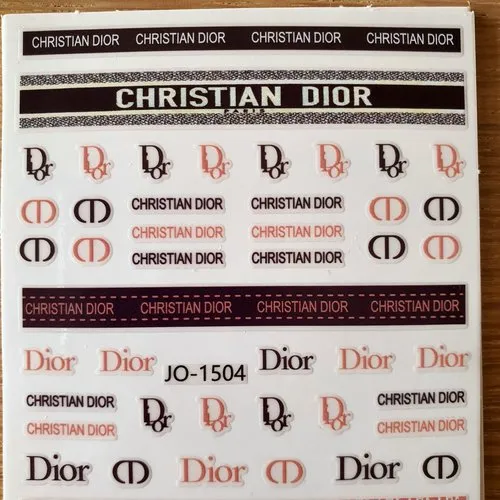 CHRISTIAN DIOR CHRISTIAN DIOR CHRISTIAN DIOR CHRISTIAN DIOR
CHRISTIAN DIOR
PARIS
Dior Dior Dior Dior Dior Dior Dior Dior
CD CD CHRISTIAN DIOR CHRISTIAN DIOR CD CD
CHRISTIAN DIOR CHRISTIAN DIOR
CD CD CHRISTIAN DIOR CHRISTIAN DIOR CD CD
CHRISTIAN DIOR CHRISTIAN DIOR CHRISTIAN DIOR CHRISTIAN DIOR
Dior Dior JO-1504 Dior Dior Dior
CHRISTIAN DIOR Dior Dior Dior Dior CHRISTIAN DIOR
CHRISTIAN DIOR CHRISTIAN DIOR
Dior CD Dior CD Dior CD